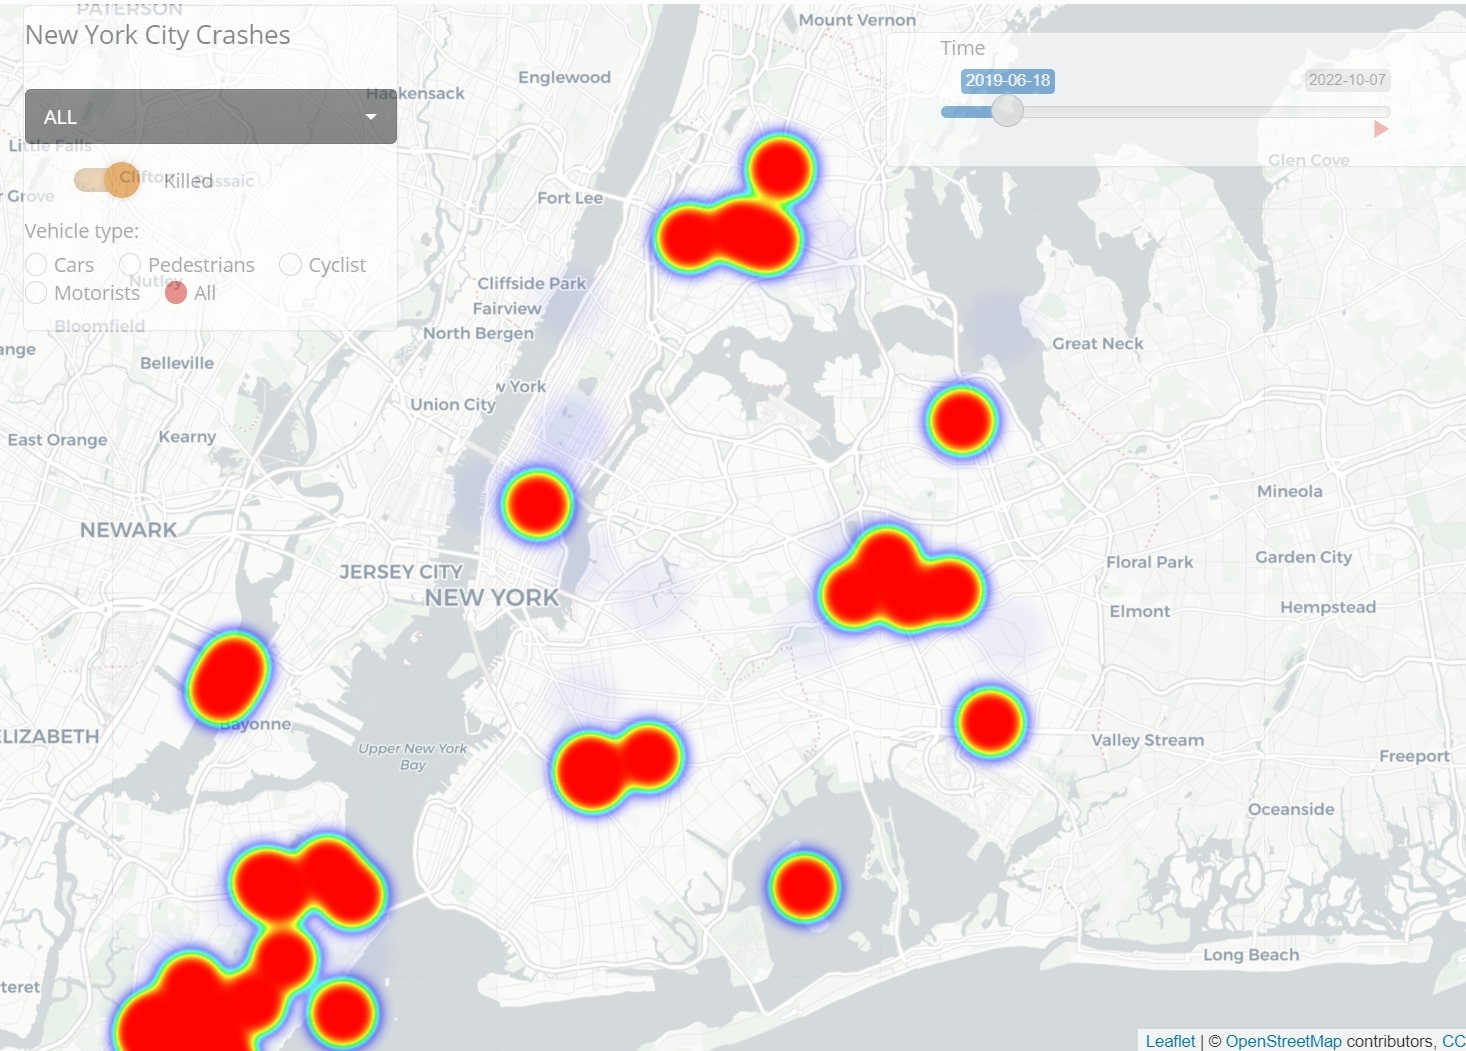 PATERSON
New York City Crashes
Mount Vernon
Time
Englewood
2019-06-18
2022-10-07
Hackensack
ALL
Little Falls
Glen Cove
Clifton
Killed
Passaic
r Grove
Fort Lee
Vehicle type:
Cars
Pedestrians
Cyclist
Nutley
Cliffside Park
Motorists
All
Fairview
Bloomfield
North Bergen
Great Neck
ange
Belleville
w York
Union City
East Orange
Kearny
Mineola
NEWARK
Floral Park
Garden City
JERSEY CITY
NEW YORK
Elmont
Hempstead
Bayonne
ELIZABETH
Upper New York
Bay
Valley Stream
Freeport
Oceanside
Long Beach
teret
Leaflet | © OpenStreetMap contributors, CC